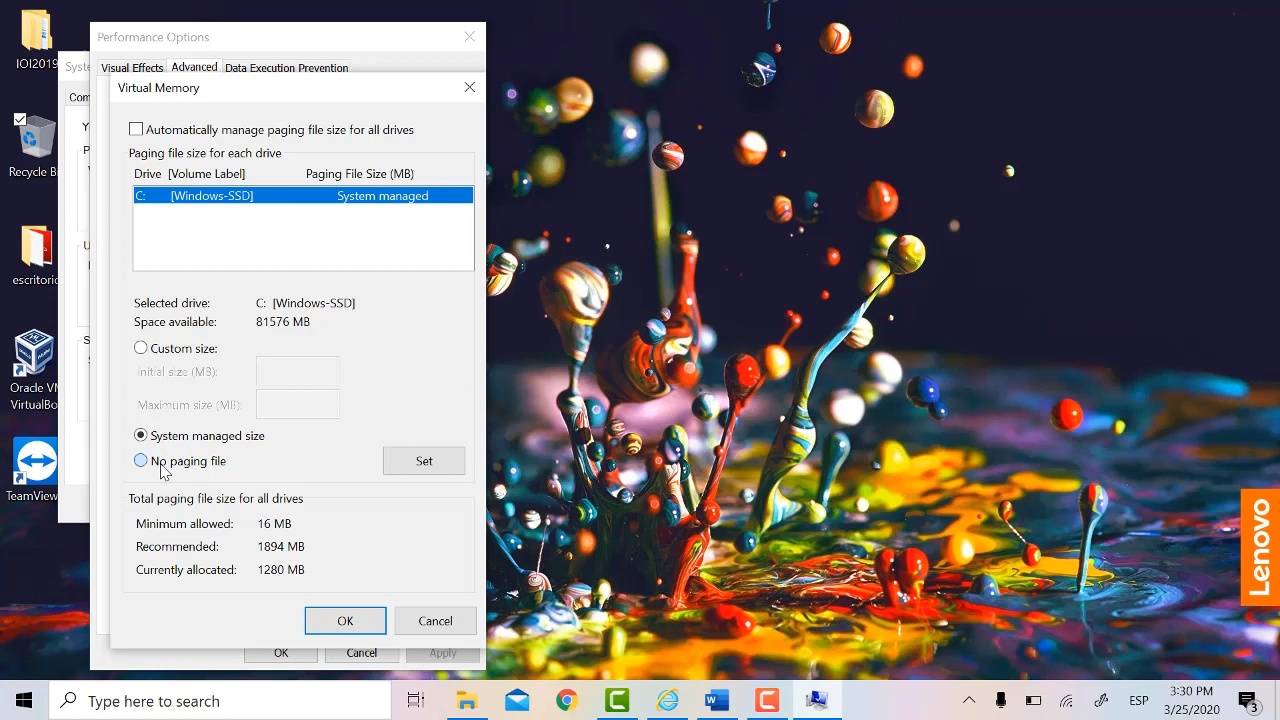 IOI2019
Recycle Bi
escritorio
Oracle VM
VirtualBo
TeamView
Performance Options
Syste
Visual Effects Advanced Data Execution Prevention
Com
Virtual Memory
Automatically manage paging file size for all drives
Paging file size for each drive
Drive [Volume Label] Paging File Size (MB)
C: [Windows-SSD] System managed
Selected drive: C: [Windows-SSD]
Space available: 81576 MB
Custom size:
Initial size (MB):
Maximum size (MB):
System managed size
No paging file
Set
Total paging file size for all drives
Minimum allowed: 16 MB
Recommended: 1894 MB
Currently allocated: 1280 MB
OK Cancel
OK Cancel Apply
Lenovo
Type here to search
ESP
3:30 PM
3/25/2020
3